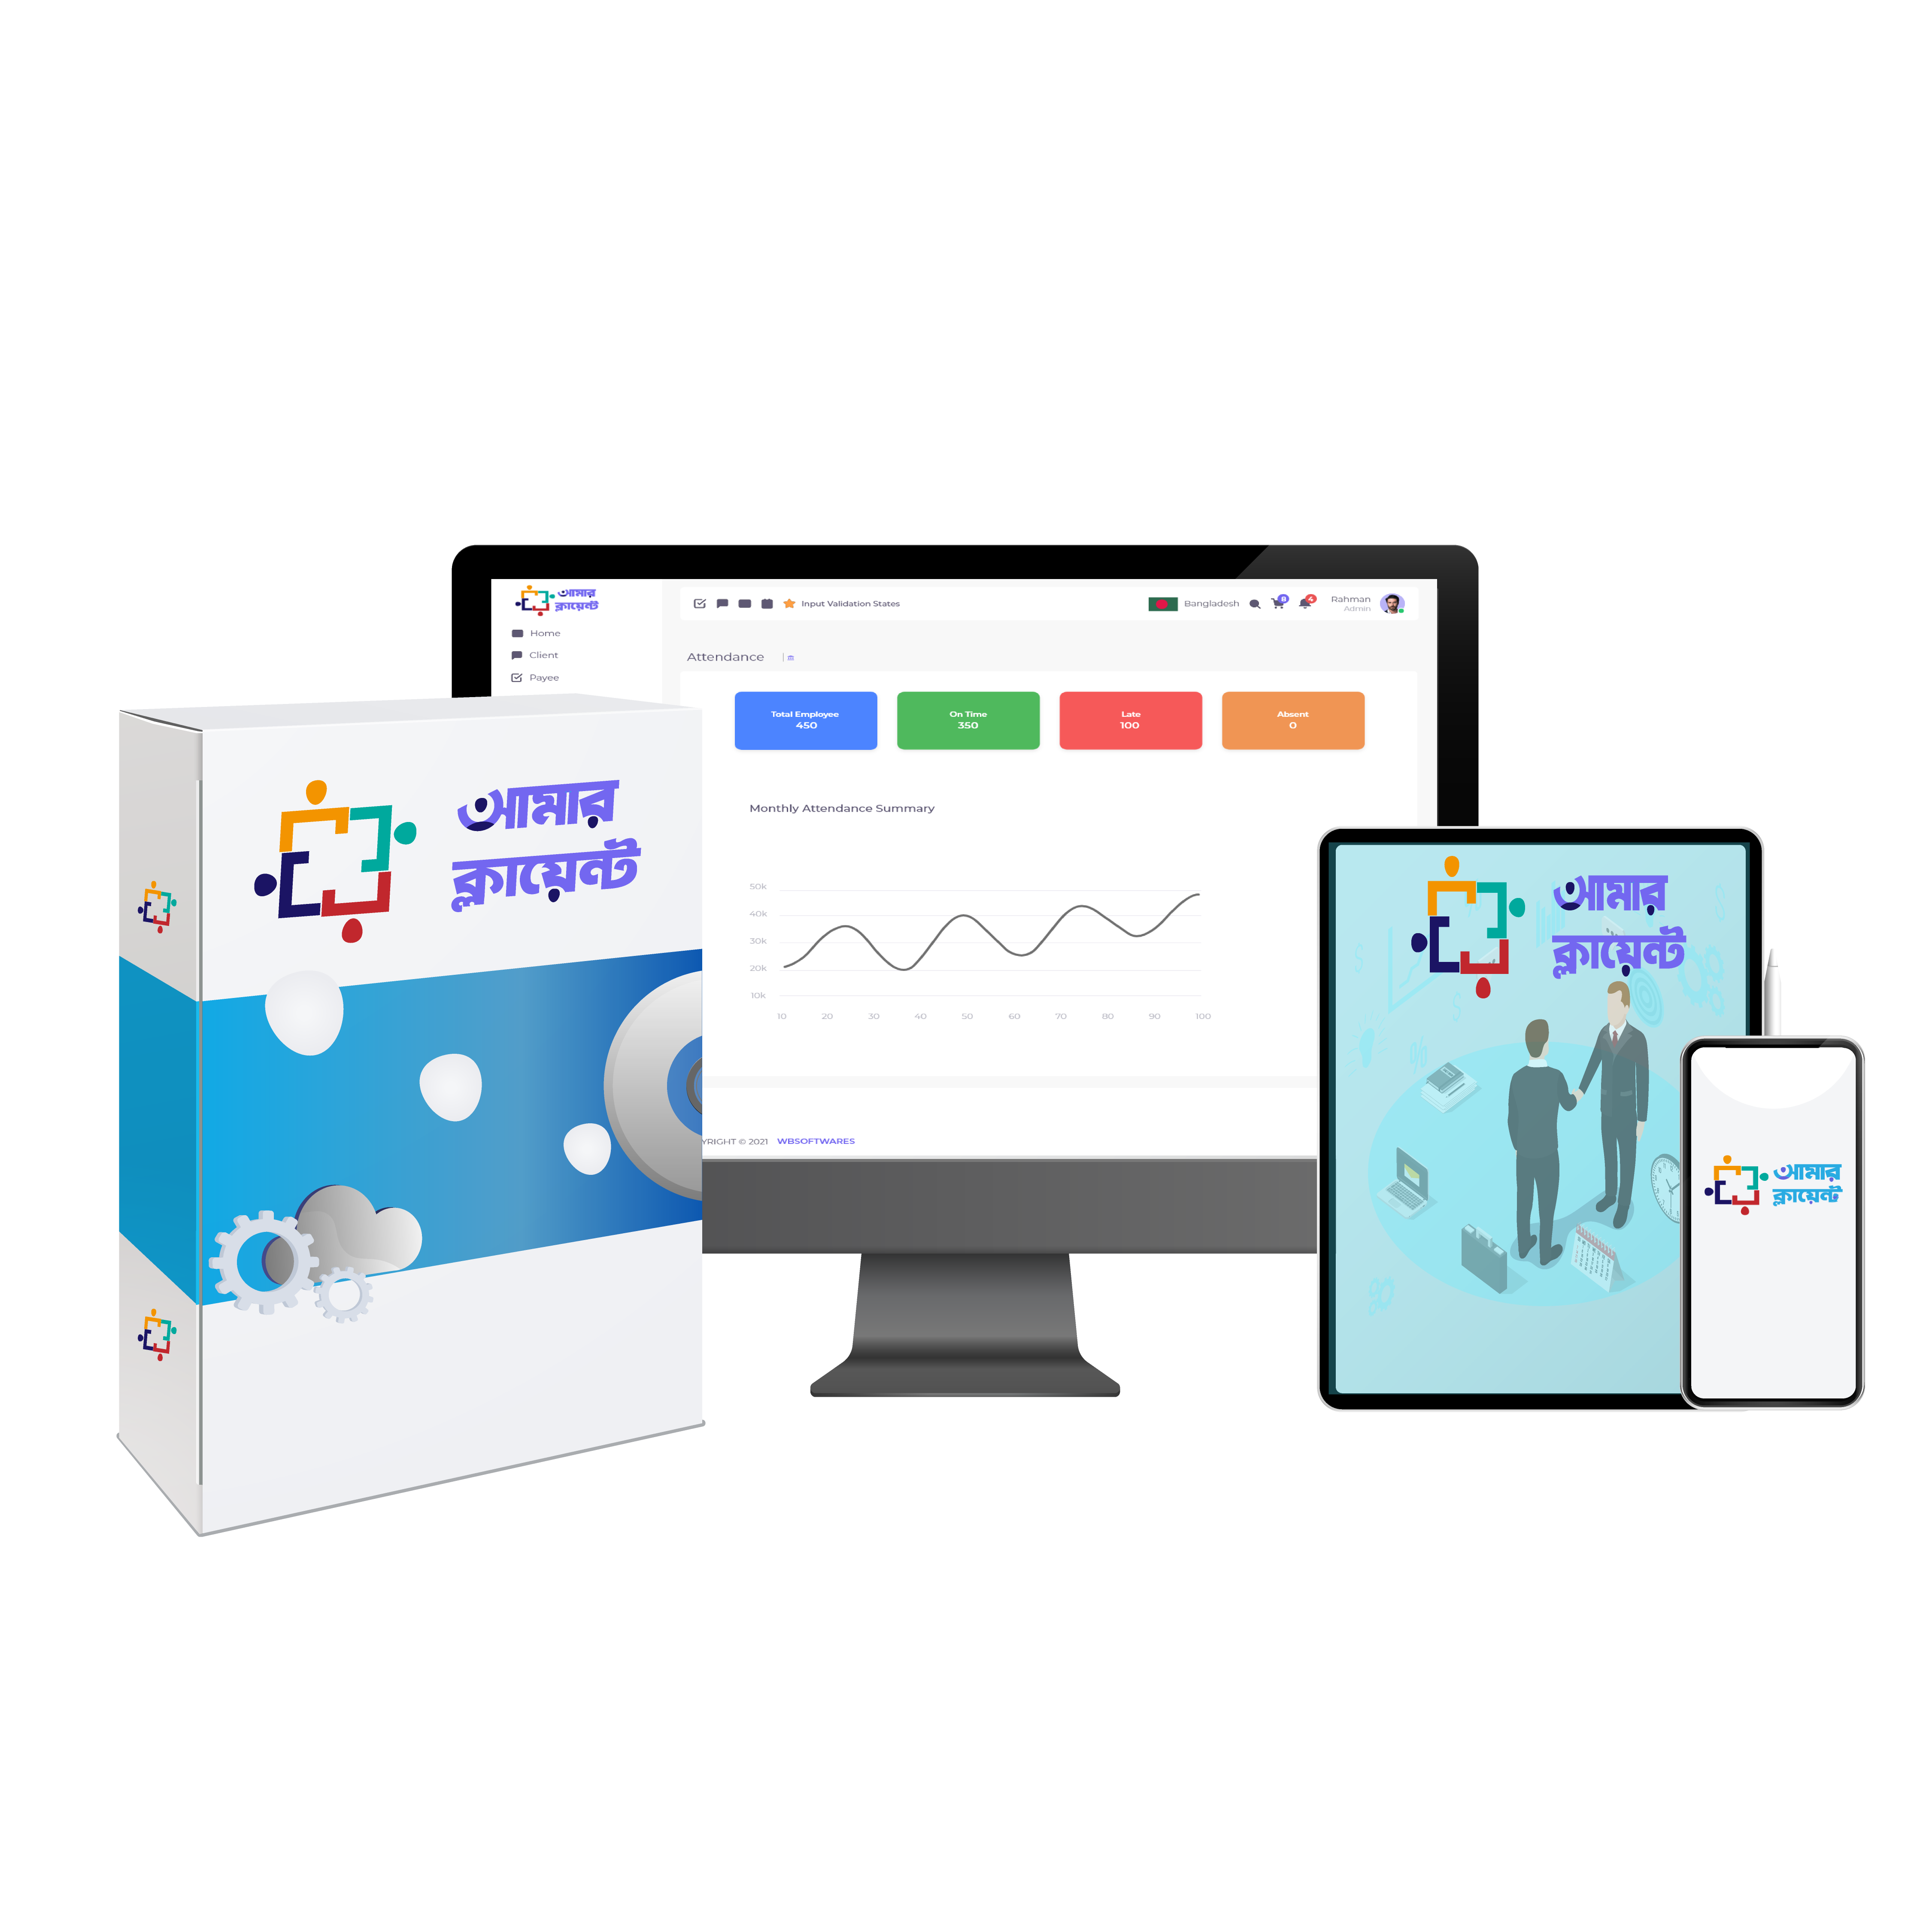 আমার
ক্লায়েন্ট
Home
Client
Payee
Input Validation States
Bangladesh
8
4
Rahman
Admin
Attendance
Total Employee
450
On Time
350
Late
100
Absent
0
Monthly Attendance Summary
50k
40k
30k
20k
10k
10 20 30 40 50 60 70 80 90 100
YRIGHT © 2021 WBSOFTWARES
আমার
ক্লায়েন্ট
আমার
ক্লায়েন্ট
আমার
ক্লায়েন্ট